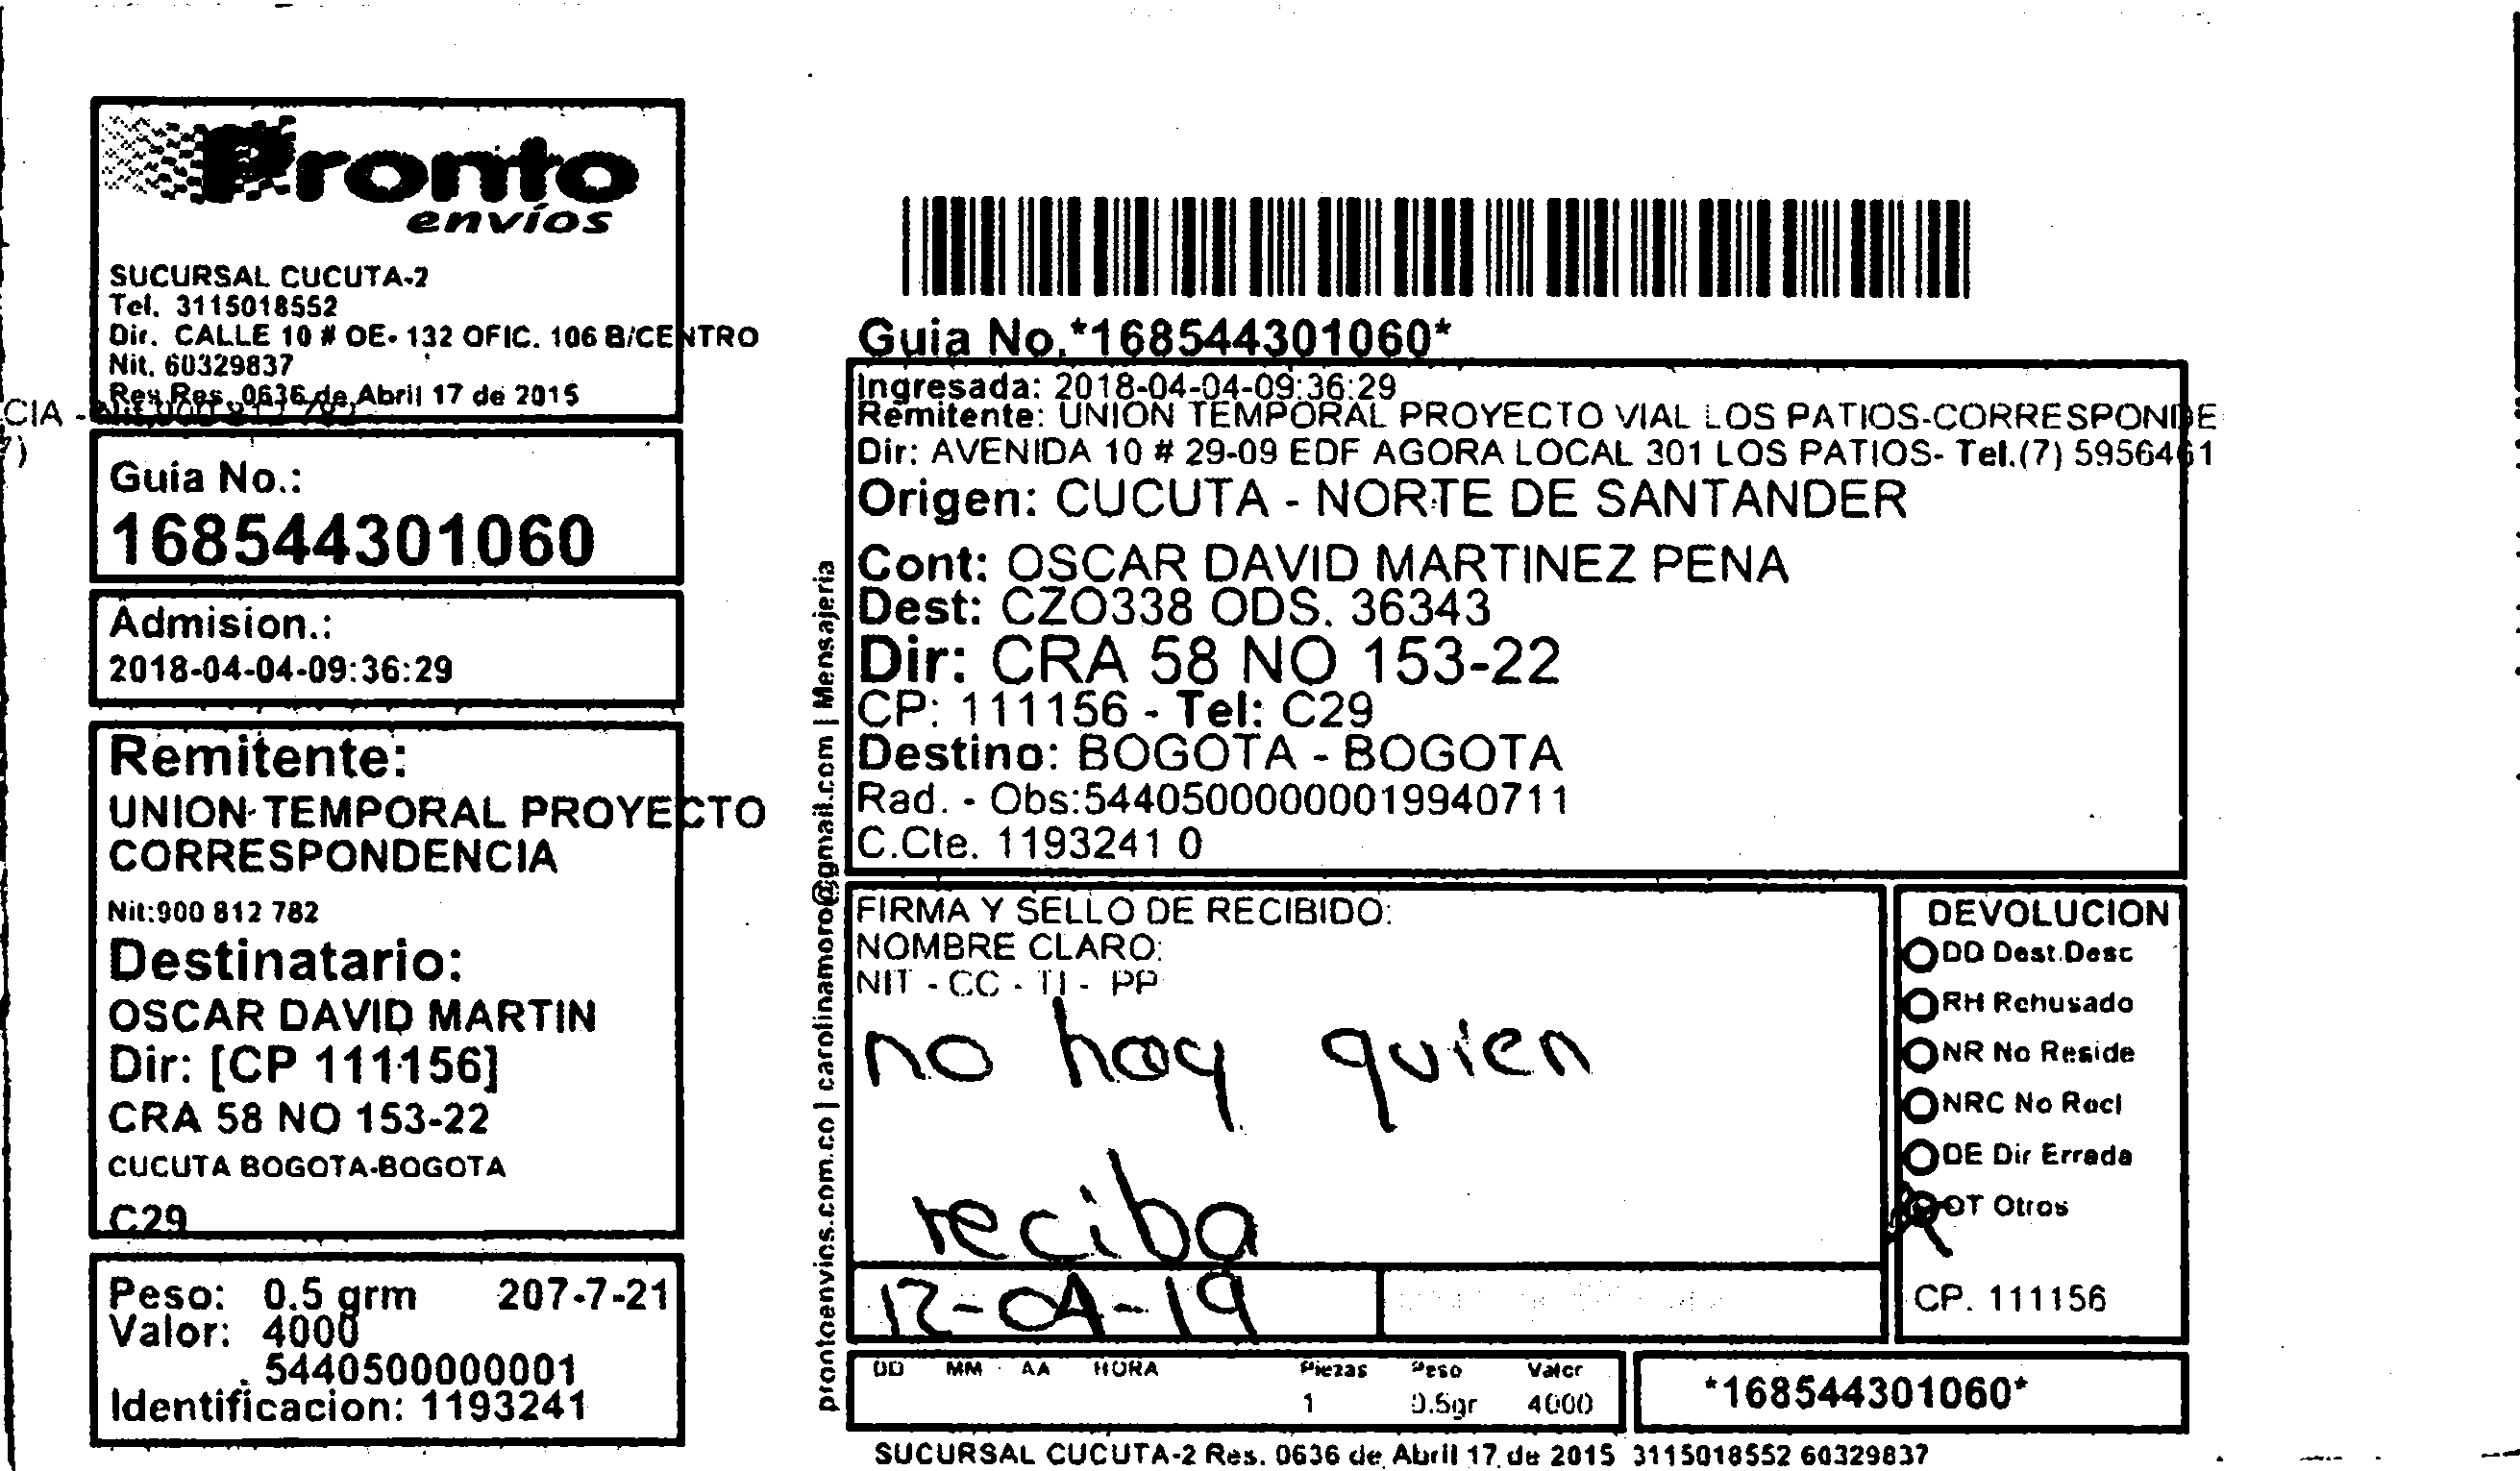 Pronto
envíos
SUCURSAL CUCUTA-2
Tel. 3115018552
Dir. CALLE 10 # OE- 132 OFIC. 106 B/CENTRO
Nit. 60329837
Res. 0636 de Abril 17 de 2015
CIA -
Guia No.:
168544301060
Admision.:
2018-04-04-09:36:29
Remitente:
UNION TEMPORAL PROYECTO
CORRESPONDENCIA
Nit:900 812 782
Destinatario:
OSCAR DAVID MARTIN
Dir: [CP 111156]
CRA 58 NO 153-22
CUCUTA BOGOTA-BOGOTA
C29
Peso: 0.5 grm 207-7-21
Valor: 4000
5440500000001
Identificacion: 1193241
prontoenvios.com.co | carolinamoro@gmail.com | Mensajeria
Guia No.*168544301060*
Ingresada: 2018-04-04-09:36:29
Remitente: UNION TEMPORAL PROYECTO VIAL LOS PATIOS-CORRESPONDE
Dir: AVENIDA 10 # 29-09 EDF AGORA LOCAL 301 LOS PATIOS- Tel.(7) 5956461
Origen: CUCUTA - NORTE DE SANTANDER
Cont: OSCAR DAVID MARTINEZ PENA
Dest: CZO338 ODS. 36343
Dir: CRA 58 NO 153-22
CP: 111156 - Tel: C29
Destino: BOGOTA - BOGOTA
Rad. - Obs:544050000000019940711
C.Cte. 1193241 0
FIRMA Y SELLO DE RECIBIDO:
NOMBRE CLARO:
NIT - CC - TI - PP
no hay quien
reciba
12-04-19
DEVOLUCION
DD Dest.Desc
RH Rehusado
NR No Reside
NRC No Recl
DE Dir Errada
OT Otros
CP. 111156
DD MM AA HORA Piezas Peso Valor
1 0.5gr 4000
*168544301060*
SUCURSAL CUCUTA-2 Res. 0636 de Abril 17 de 2015 3115018552 60329837